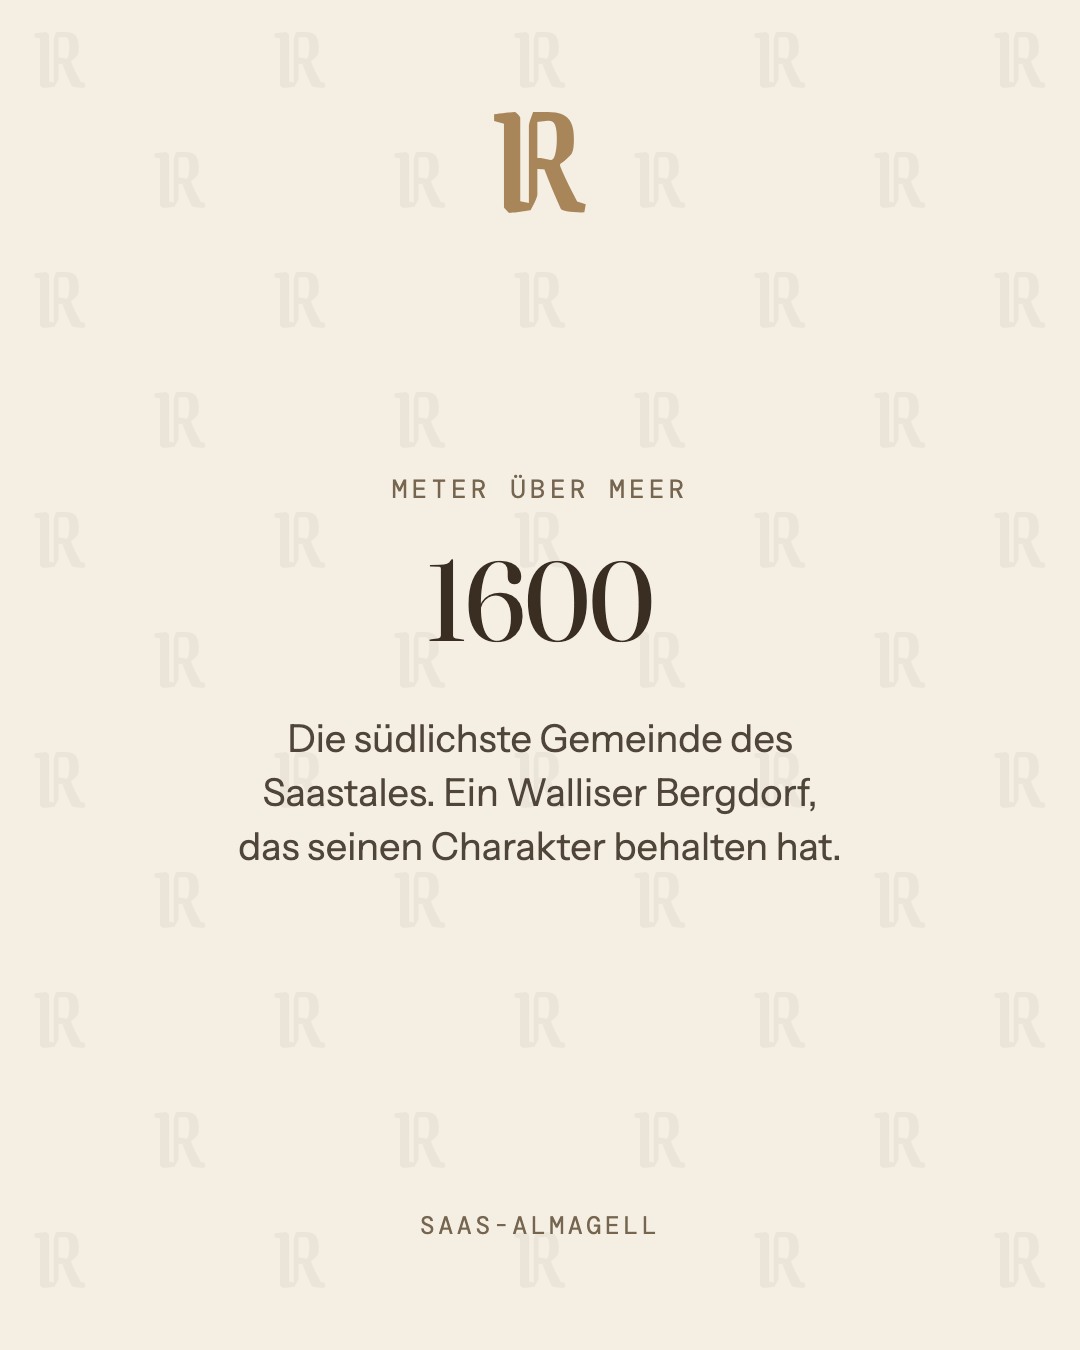 R
METER ÜBER MEER
1600
Die südlichste Gemeinde des
Saastales. Ein Walliser Bergdorf,
das seinen Charakter behalten hat.
SAAS-ALMAGELL